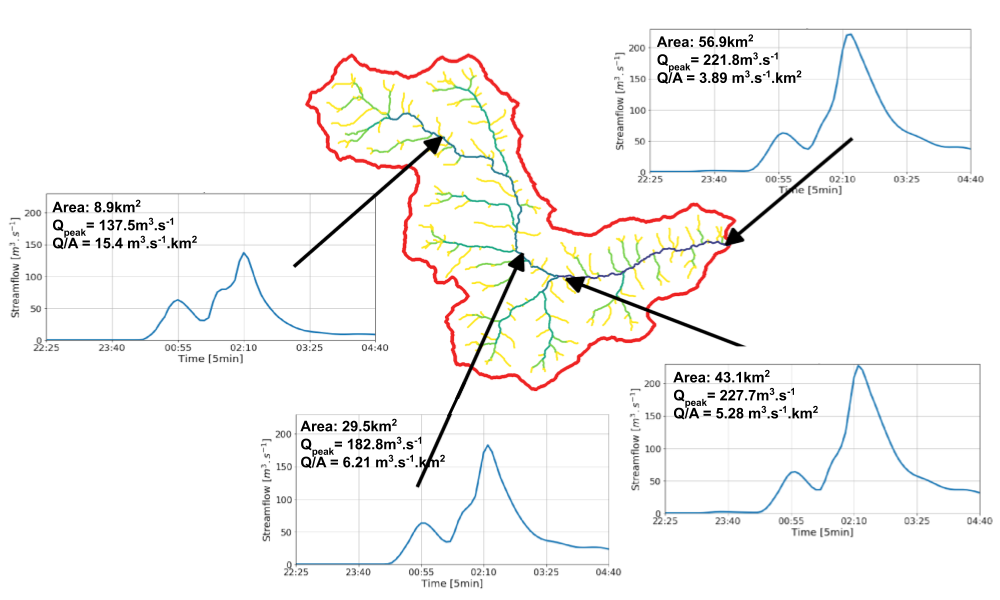 Area: 56.9km²
Q_peak = 221.8m³.s⁻¹
Q/A = 3.89 m³.s⁻¹.km²
Streamflow [m³.s⁻¹]
200
150
100
50
0
22:25 23:40 00:55 02:10 03:25 04:40
Time [5min]
Area: 8.9km²
Q_peak = 137.5m³.s⁻¹
Q/A = 15.4 m³.s⁻¹.km²
Streamflow [m³.s⁻¹]
200
150
100
50
0
22:25 23:40 00:55 02:10 03:25 04:40
Time [5min]
Area: 43.1km²
Q_peak = 227.7m³.s⁻¹
Q/A = 5.28 m³.s⁻¹.km²
Streamflow [m³.s⁻¹]
200
150
100
50
0
22:25 23:40 00:55 02:10 03:25 04:40
Time [5min]
Area: 29.5km²
Q_peak = 182.8m³.s⁻¹
Q/A = 6.21 m³.s⁻¹.km²
Streamflow [m³.s⁻¹]
200
150
100
50
0
22:25 23:40 00:55 02:10 03:25 04:40
Time [5min]